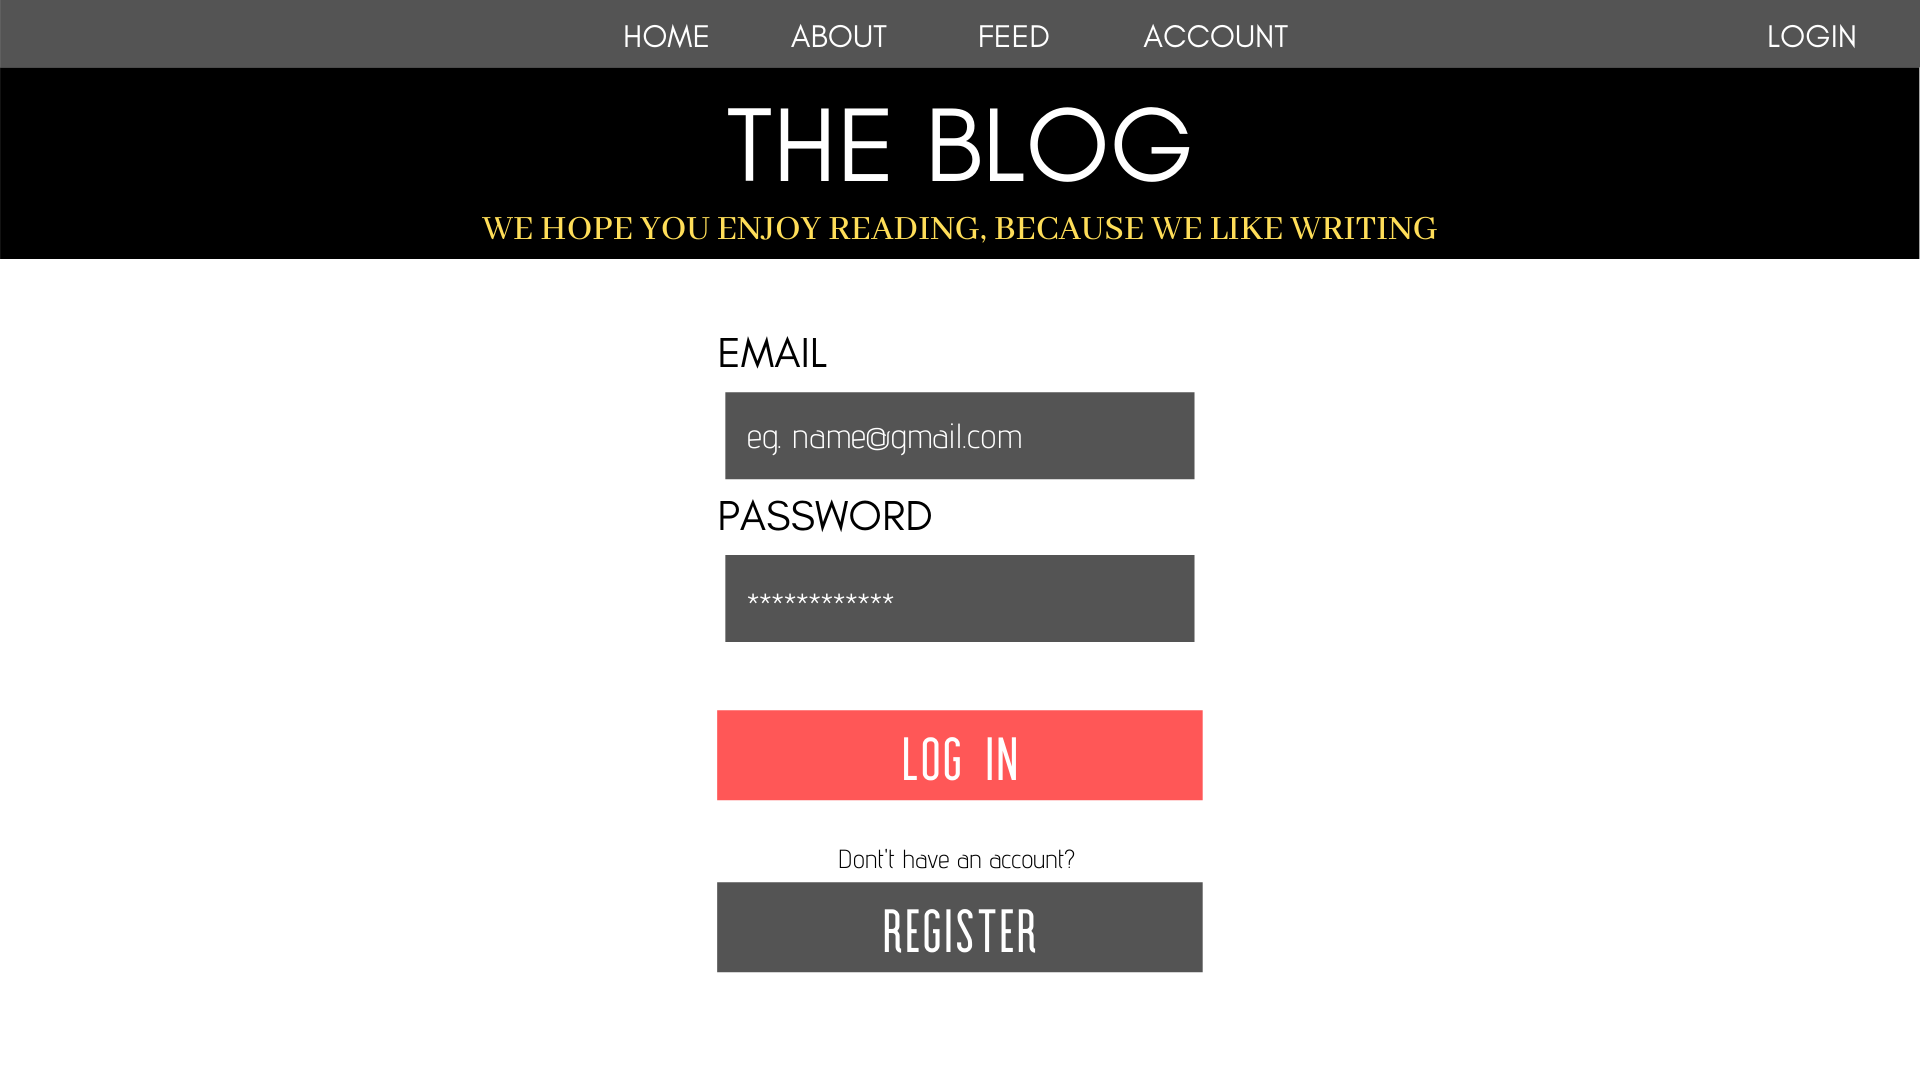 HOME ABOUT FEED ACCOUNT LOGIN
THE BLOG
WE HOPE YOU ENJOY READING, BECAUSE WE LIKE WRITING
EMAIL
eg. name@gmail.com
PASSWORD
************
LOG IN
Dont't have an account?
REGISTER